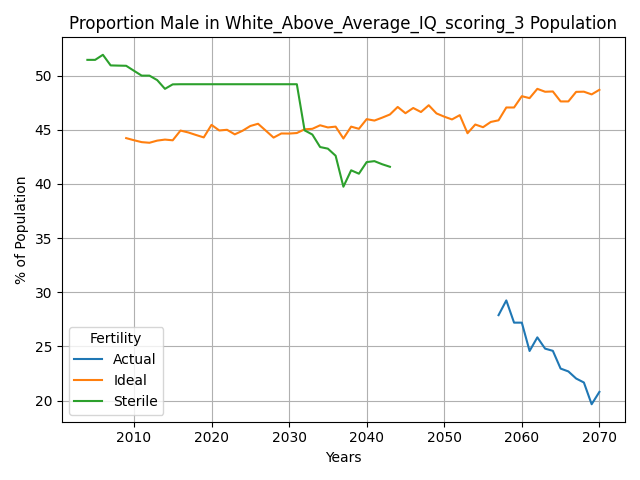 Proportion Male in White_Above_Average_IQ_scoring_3 Population
% of Population
50
45
40
35
30
25
20
Fertility
Actual
Ideal
Sterile
2010 2020 2030 2040 2050 2060 2070
Years